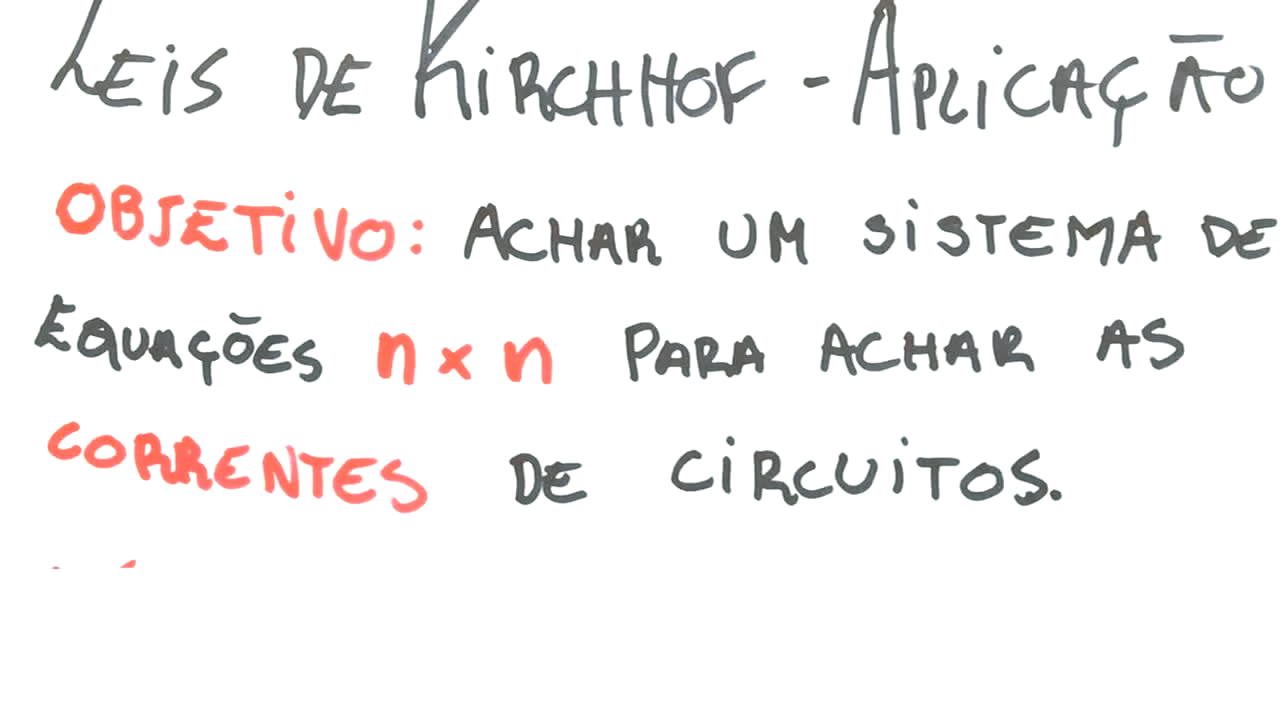 LEIS DE KIRCHHOF - APLICAÇÃO
OBJETIVO: ACHAR UM SISTEMA DE
EQUAÇÕES n x n PARA ACHAR AS
CORRENTES DE CIRCUITOS.